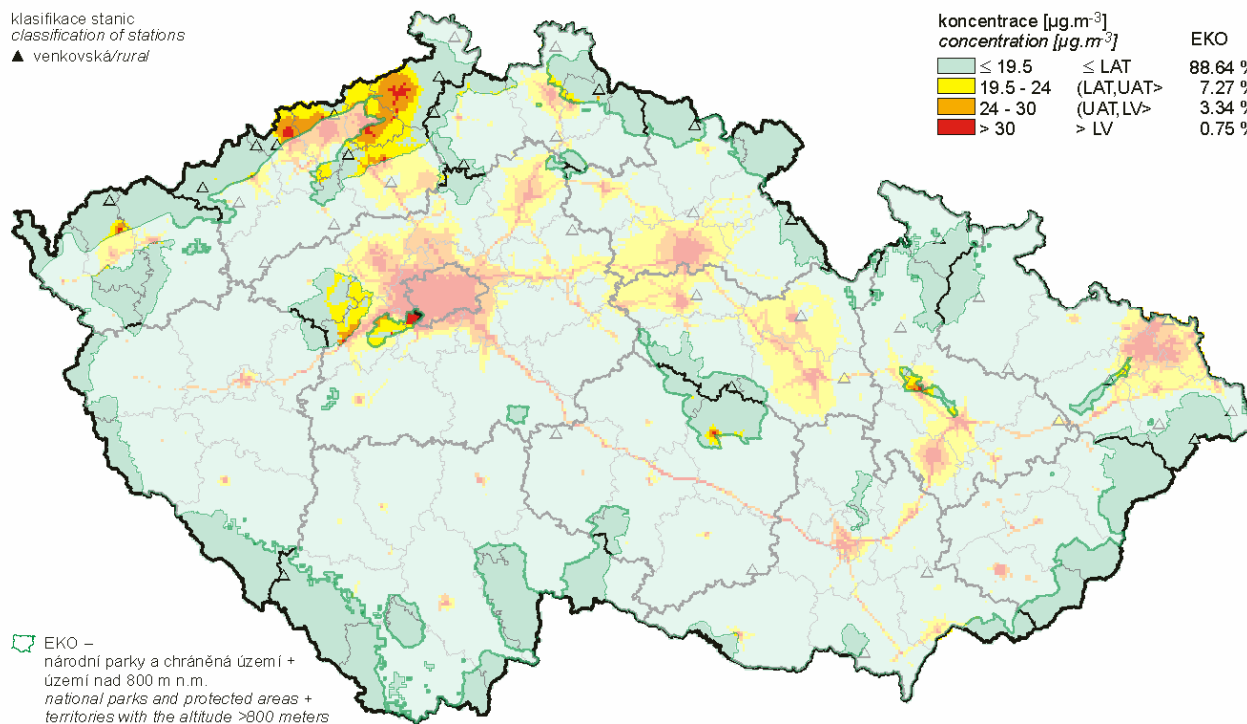 klasifikace stanic
classification of stations
▲ venkovská/rural
koncentrace [µg.m-3]
concentration [µg.m-3] EKO
≤ 19.5 ≤ LAT 88.64 %
19.5 - 24 (LAT,UAT> 7.27 %
24 - 30 (UAT,LV> 3.34 %
> 30 > LV 0.75 %
EKO –
národní parky a chráněná území +
území nad 800 m n.m.
national parks and protected areas +
territories with the altitude >800 meters